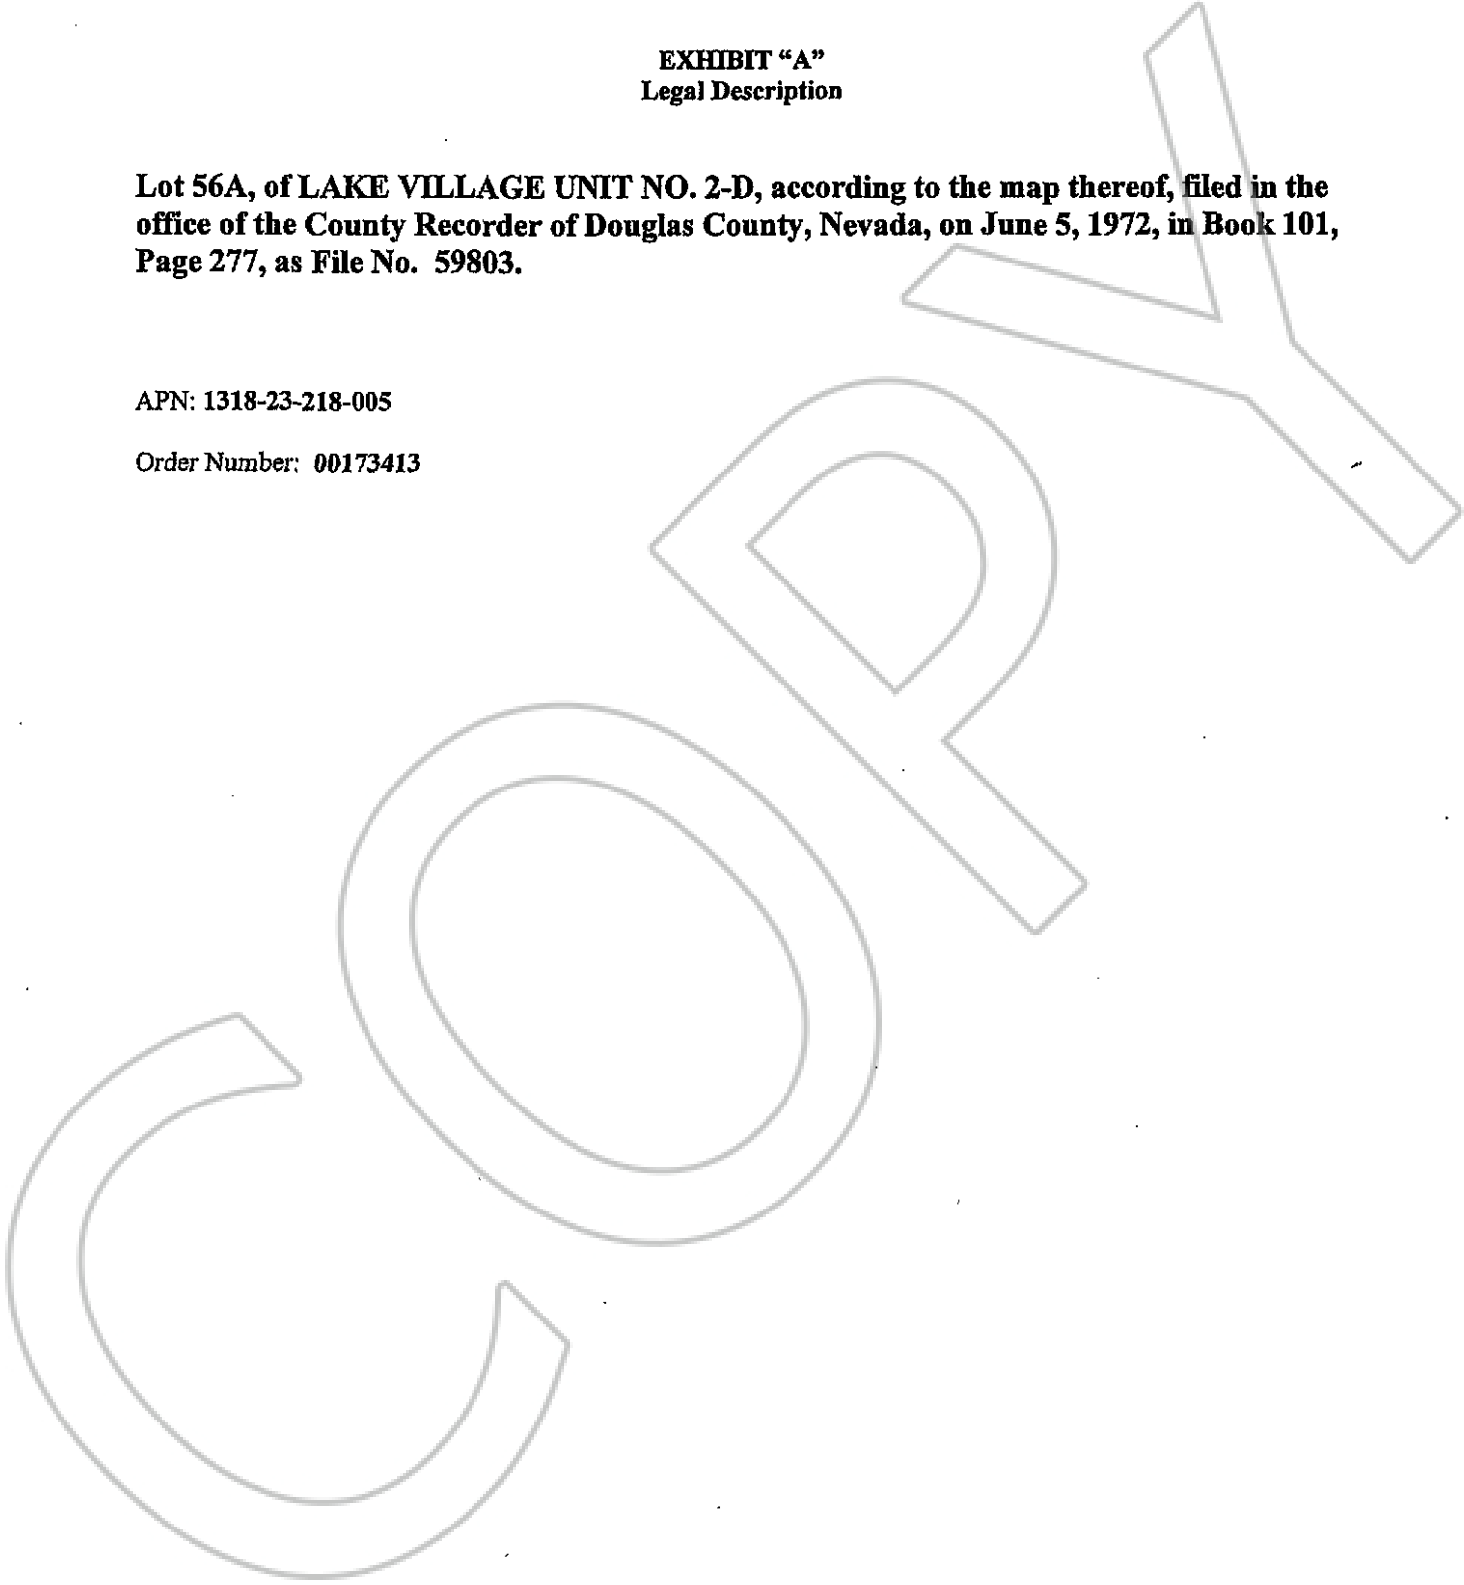 EXHIBIT “A”
Legal Description
Lot 56A, of LAKE VILLAGE UNIT NO. 2-D, according to the map thereof, filed in the
office of the County Recorder of Douglas County, Nevada, on June 5, 1972, in Book 101,
Page 277, as File No. 59803.
APN: 1318-23-218-005
Order Number: 00173413
COPY